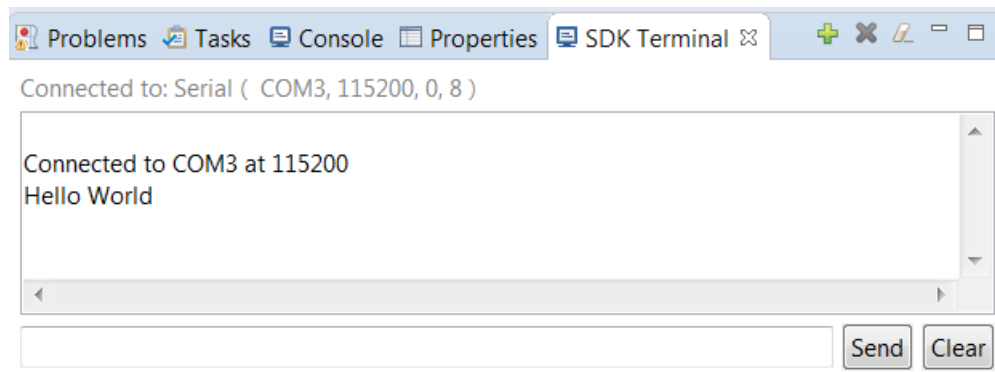 Problems Tasks Console Properties SDK Terminal
Connected to: Serial ( COM3, 115200, 0, 8 )
Connected to COM3 at 115200
Hello World
Send Clear